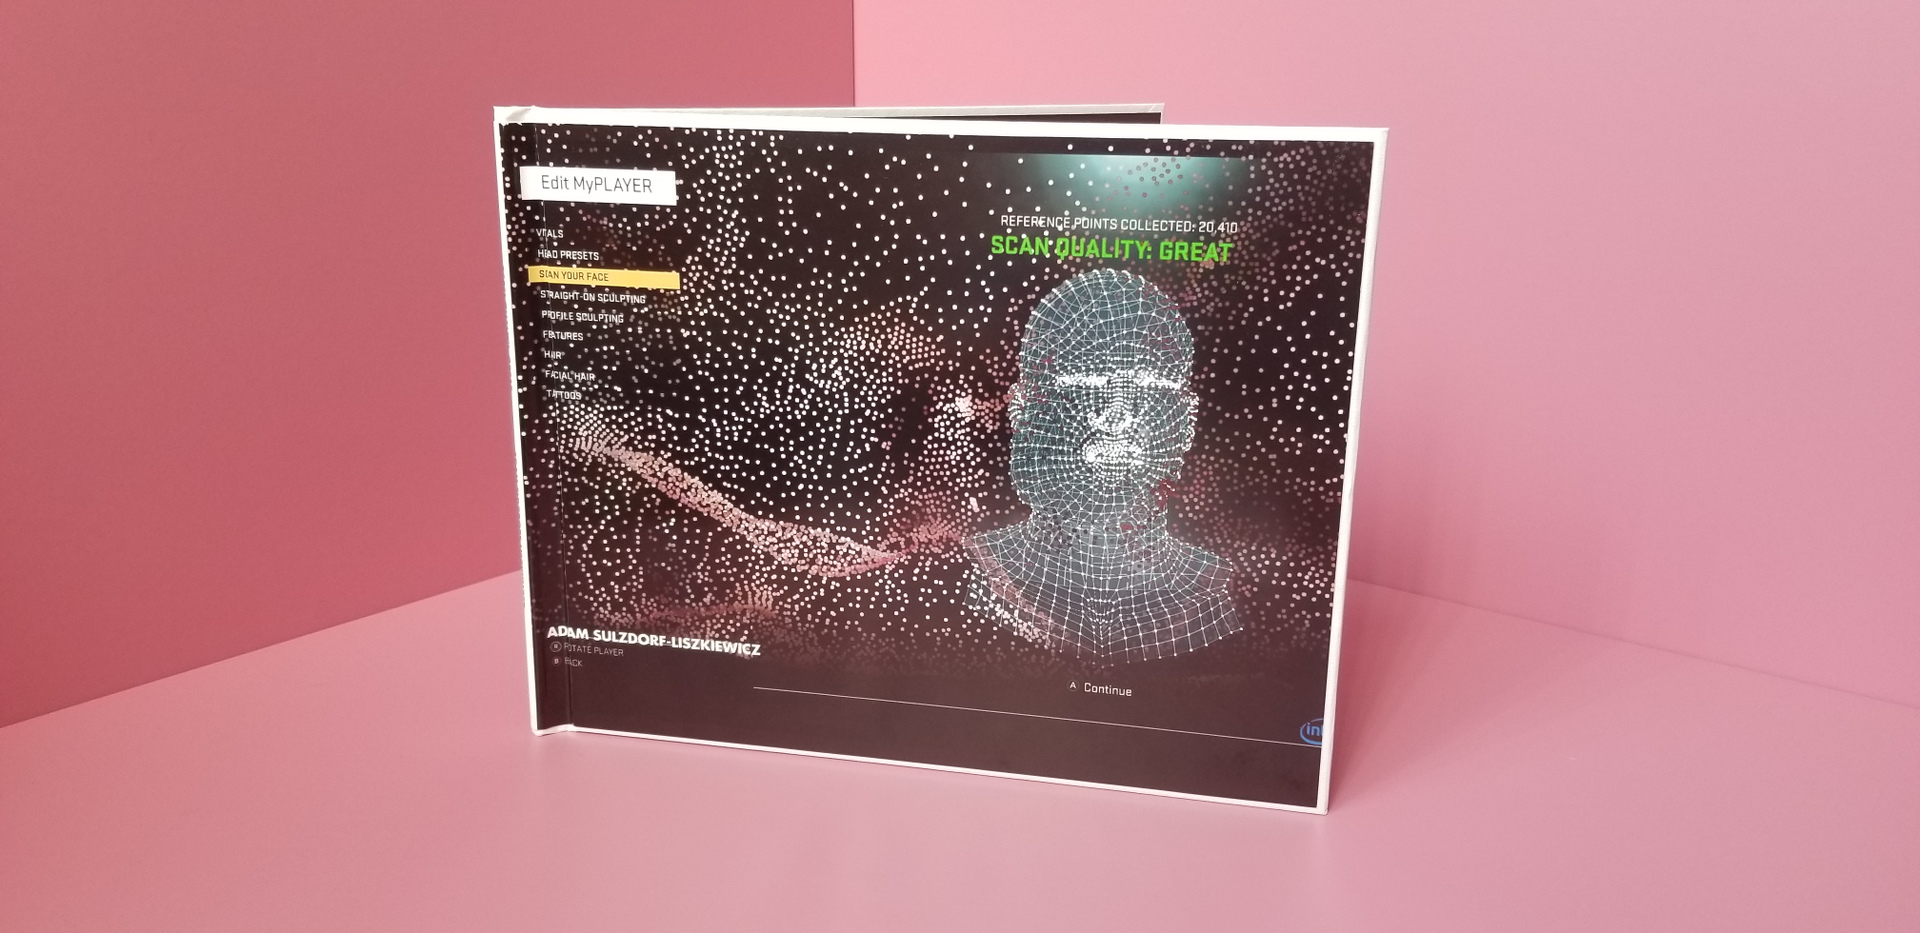 Edit MyPLAYER
VITALS
HEAD PRESETS
SCAN YOUR FACE
STRAIGHT-ON SCULPTING
PROFILE SCULPTING
FEATURES
HAIR
FACIAL HAIR
TATTOOS
REFERENCE POINTS COLLECTED: 20,410
SCAN QUALITY: GREAT
ADAM SULZDORF-LISZKIEWICZ
R ROTATE PLAYER
B BACK
A Continue
int